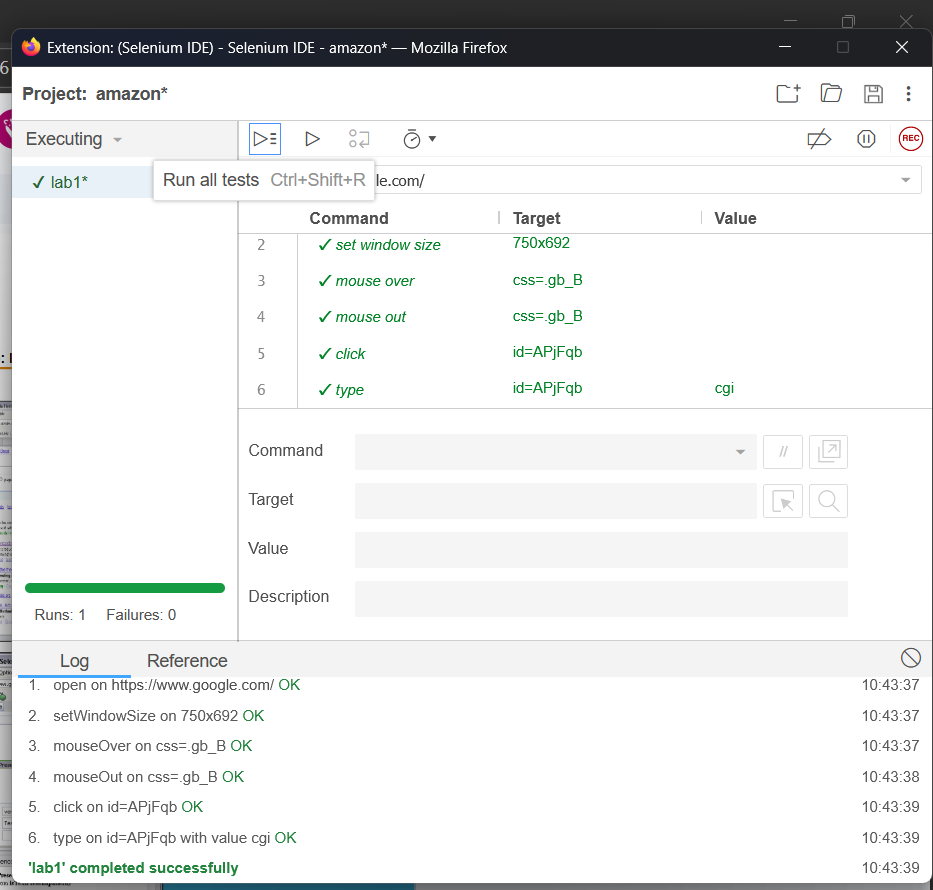 Extension: (Selenium IDE) - Selenium IDE - amazon* — Mozilla Firefox
Project: amazon*
Executing
REC
✓ lab1*
Run all tests Ctrl+Shift+R
le.com/
Command Target Value
2 ✓ set window size 750x692
3 ✓ mouse over css=.gb_B
4 ✓ mouse out css=.gb_B
5 ✓ click id=APjFqb
6 ✓ type id=APjFqb cgi
Command
//
Target
Value
Description
Runs: 1 Failures: 0
Log Reference
1. open on https://www.google.com/ OK 10:43:37
2. setWindowSize on 750x692 OK 10:43:37
3. mouseOver on css=.gb_B OK 10:43:37
4. mouseOut on css=.gb_B OK 10:43:38
5. click on id=APjFqb OK 10:43:39
6. type on id=APjFqb with value cgi OK 10:43:39
'lab1' completed successfully 10:43:39